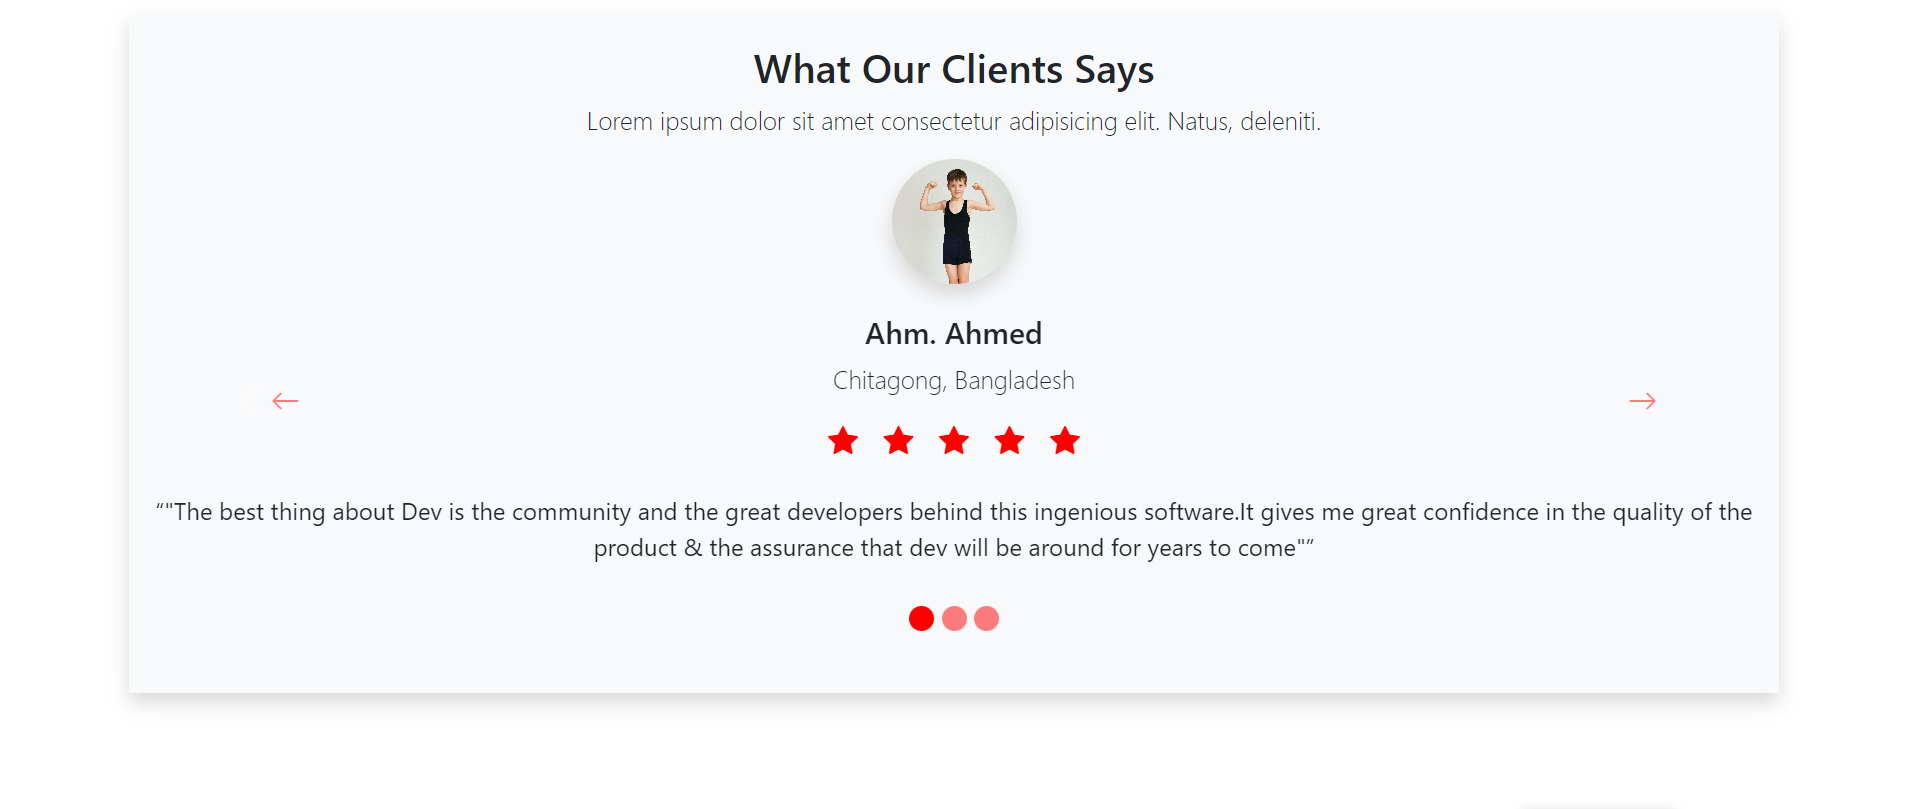 What Our Clients Says
Lorem ipsum dolor sit amet consectetur adipisicing elit. Natus, deleniti.
Ahm. Ahmed
Chitagong, Bangladesh
“"The best thing about Dev is the community and the great developers behind this ingenious software.It gives me great confidence in the quality of the
product & the assurance that dev will be around for years to come"”